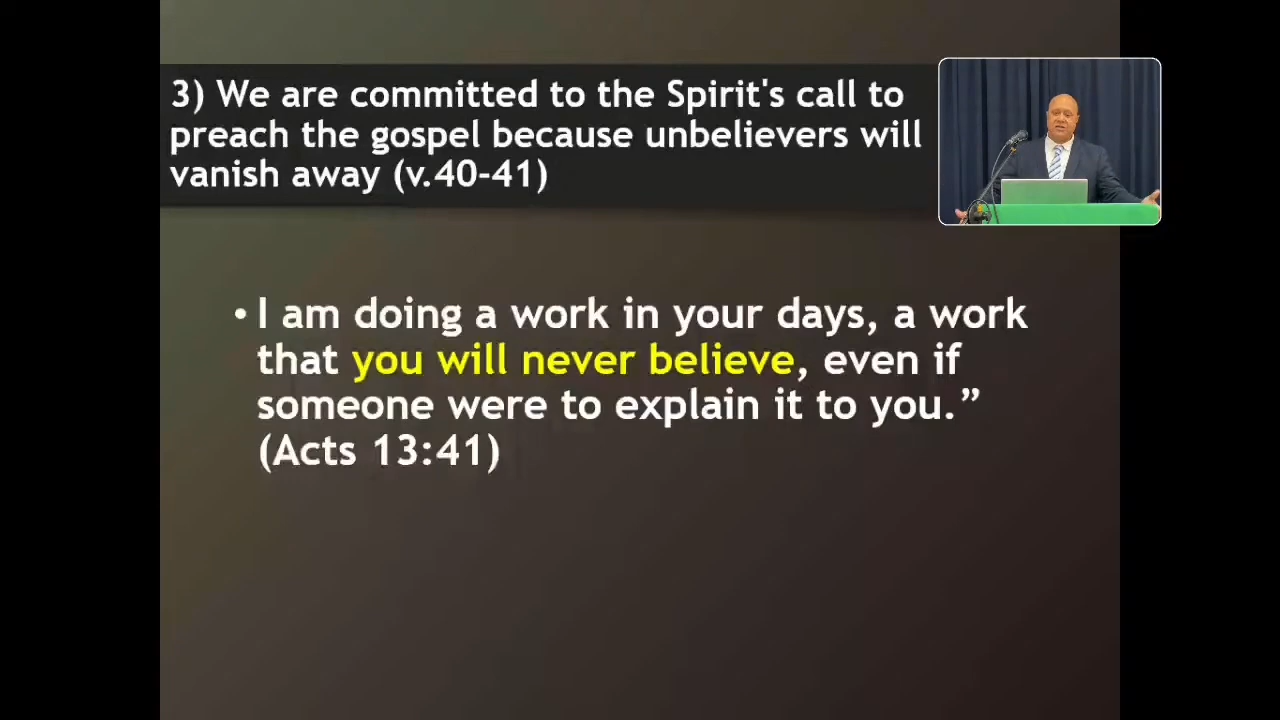 3) We are committed to the Spirit's call to
preach the gospel because unbelievers will
vanish away (v.40-41)
• I am doing a work in your days, a work
that you will never believe, even if
someone were to explain it to you.”
(Acts 13:41)